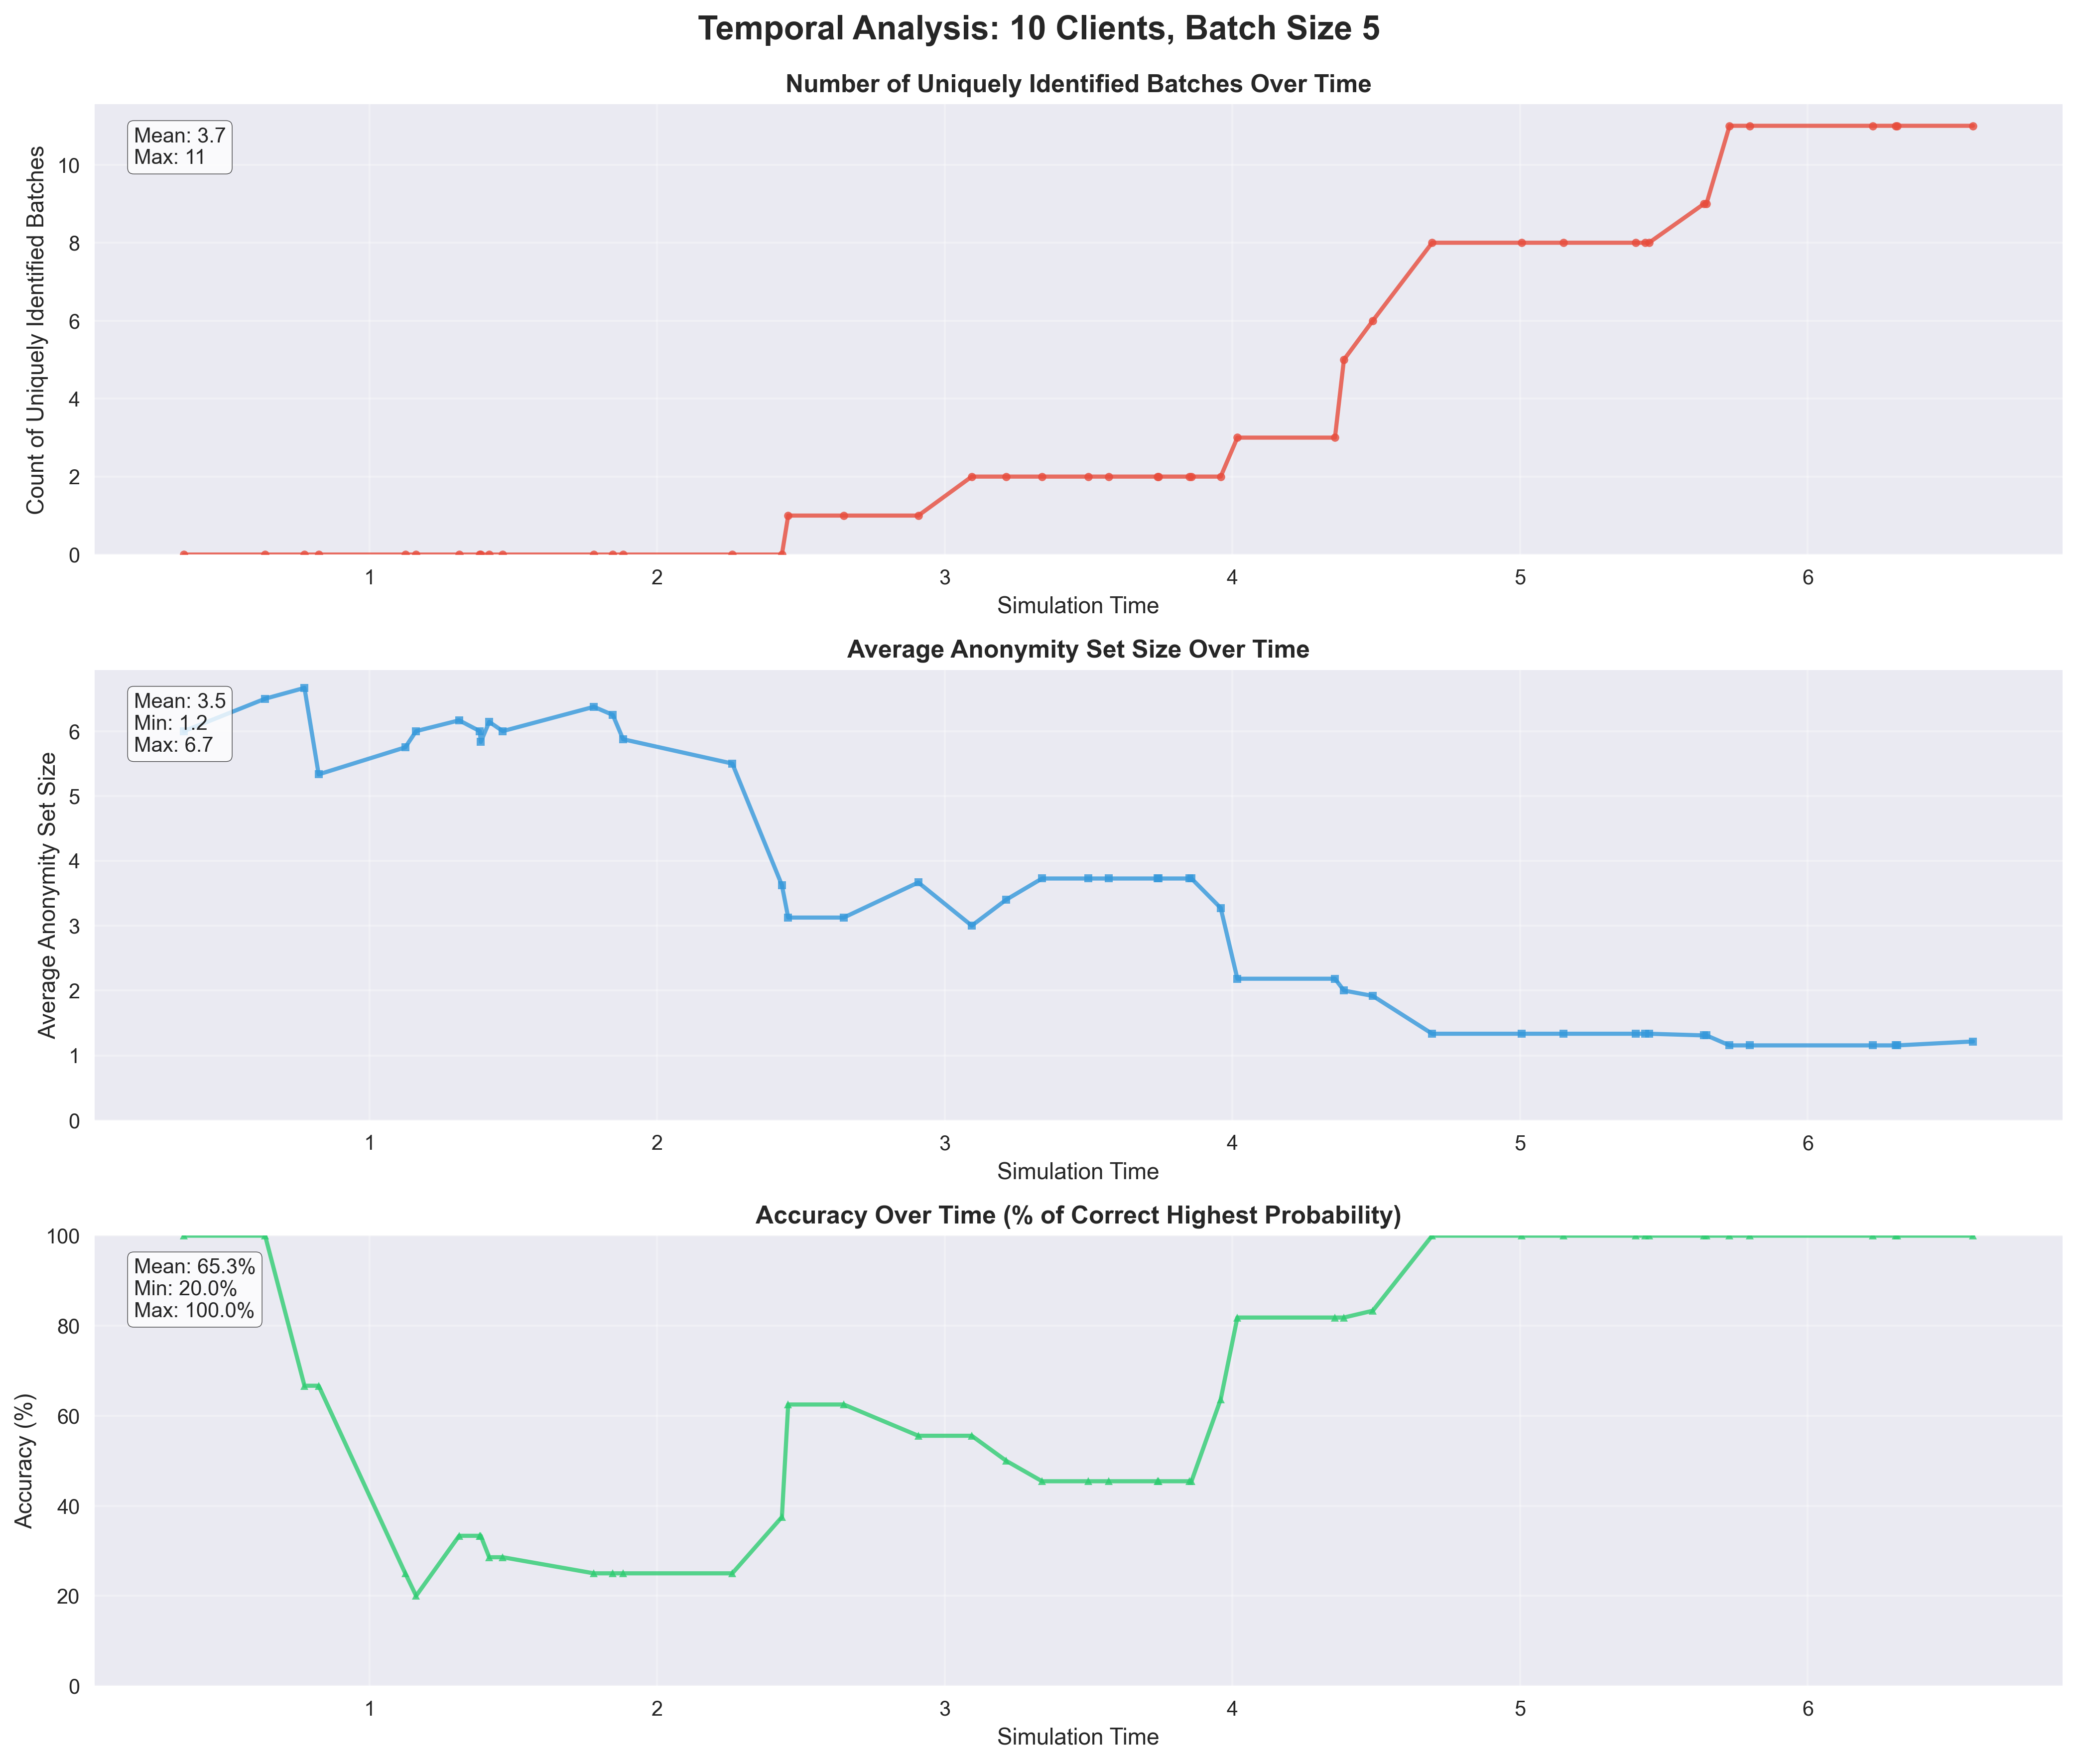 Temporal Analysis: 10 Clients, Batch Size 5
Number of Uniquely Identified Batches Over Time
Mean: 3.7
Max: 11
Count of Uniquely Identified Batches
10
8
6
4
2
0
1 2 3 4 5 6
Simulation Time
Average Anonymity Set Size Over Time
Mean: 3.5
Min: 1.2
Max: 6.7
Average Anonymity Set Size
6
5
4
3
2
1
0
1 2 3 4 5 6
Simulation Time
Accuracy Over Time (% of Correct Highest Probability)
Mean: 65.3%
Min: 20.0%
Max: 100.0%
Accuracy (%)
100
80
60
40
20
0
1 2 3 4 5 6
Simulation Time